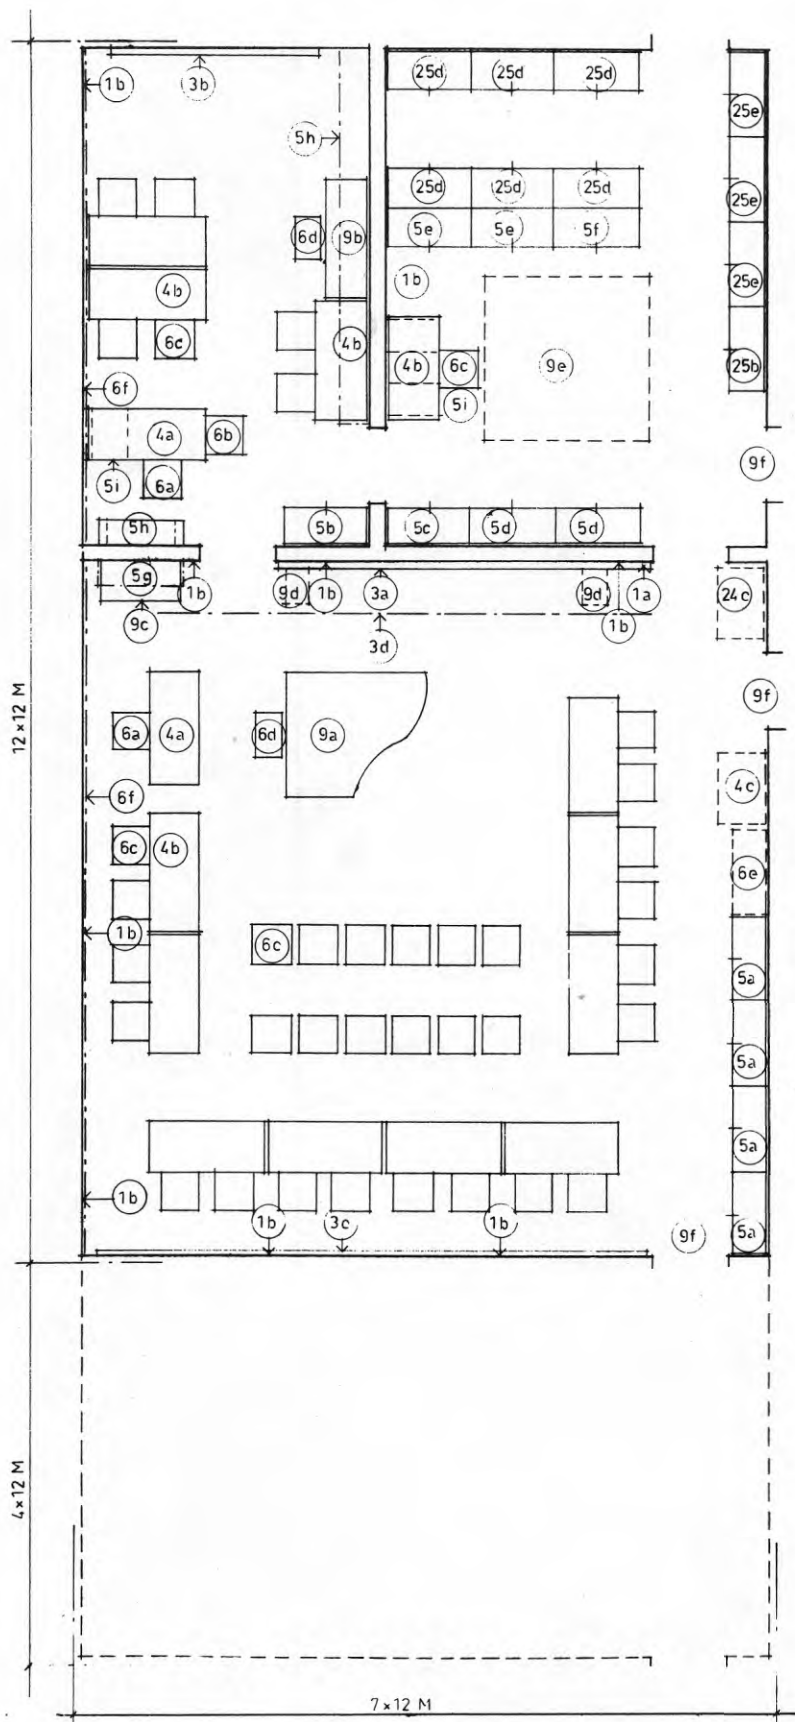 1b
3b
25d 25d 25d
25e
5h
25d 25d 25d
25e
6d 9b
5e 5e 5f
1b
25e
4b
4b
6c
4b
6c
9e
25b
5i
6f
4a 6b
9f
5i 6a
5h
5b 5c 5d 5d
5g 1b
9d 1b 3a 9d 1a
24c
9c
3d
1b
12×12 M
9f
6a 4a
6d 9a
6f
4c
6c 4b
6e
1b
6c
5a
5a
5a
1b
1b 3c 1b
9f 5a
4×12 M
7×12 M